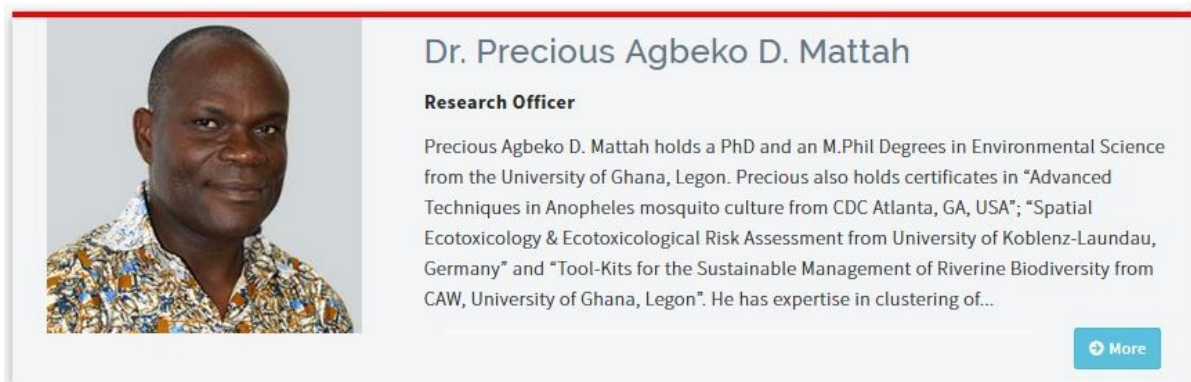 Dr. Precious Agbeko D. Mattah
Research Officer
Precious Agbeko D. Mattah holds a PhD and an M.Phil Degrees in Environmental Science
from the University of Ghana, Legon. Precious also holds certificates in “Advanced
Techniques in Anopheles mosquito culture from CDC Atlanta, GA, USA”; “Spatial
Ecotoxicology & Ecotoxicological Risk Assessment from University of Koblenz-Laundau,
Germany” and “Tool-Kits for the Sustainable Management of Riverine Biodiversity from
CAW, University of Ghana, Legon”. He has expertise in clustering of...
More